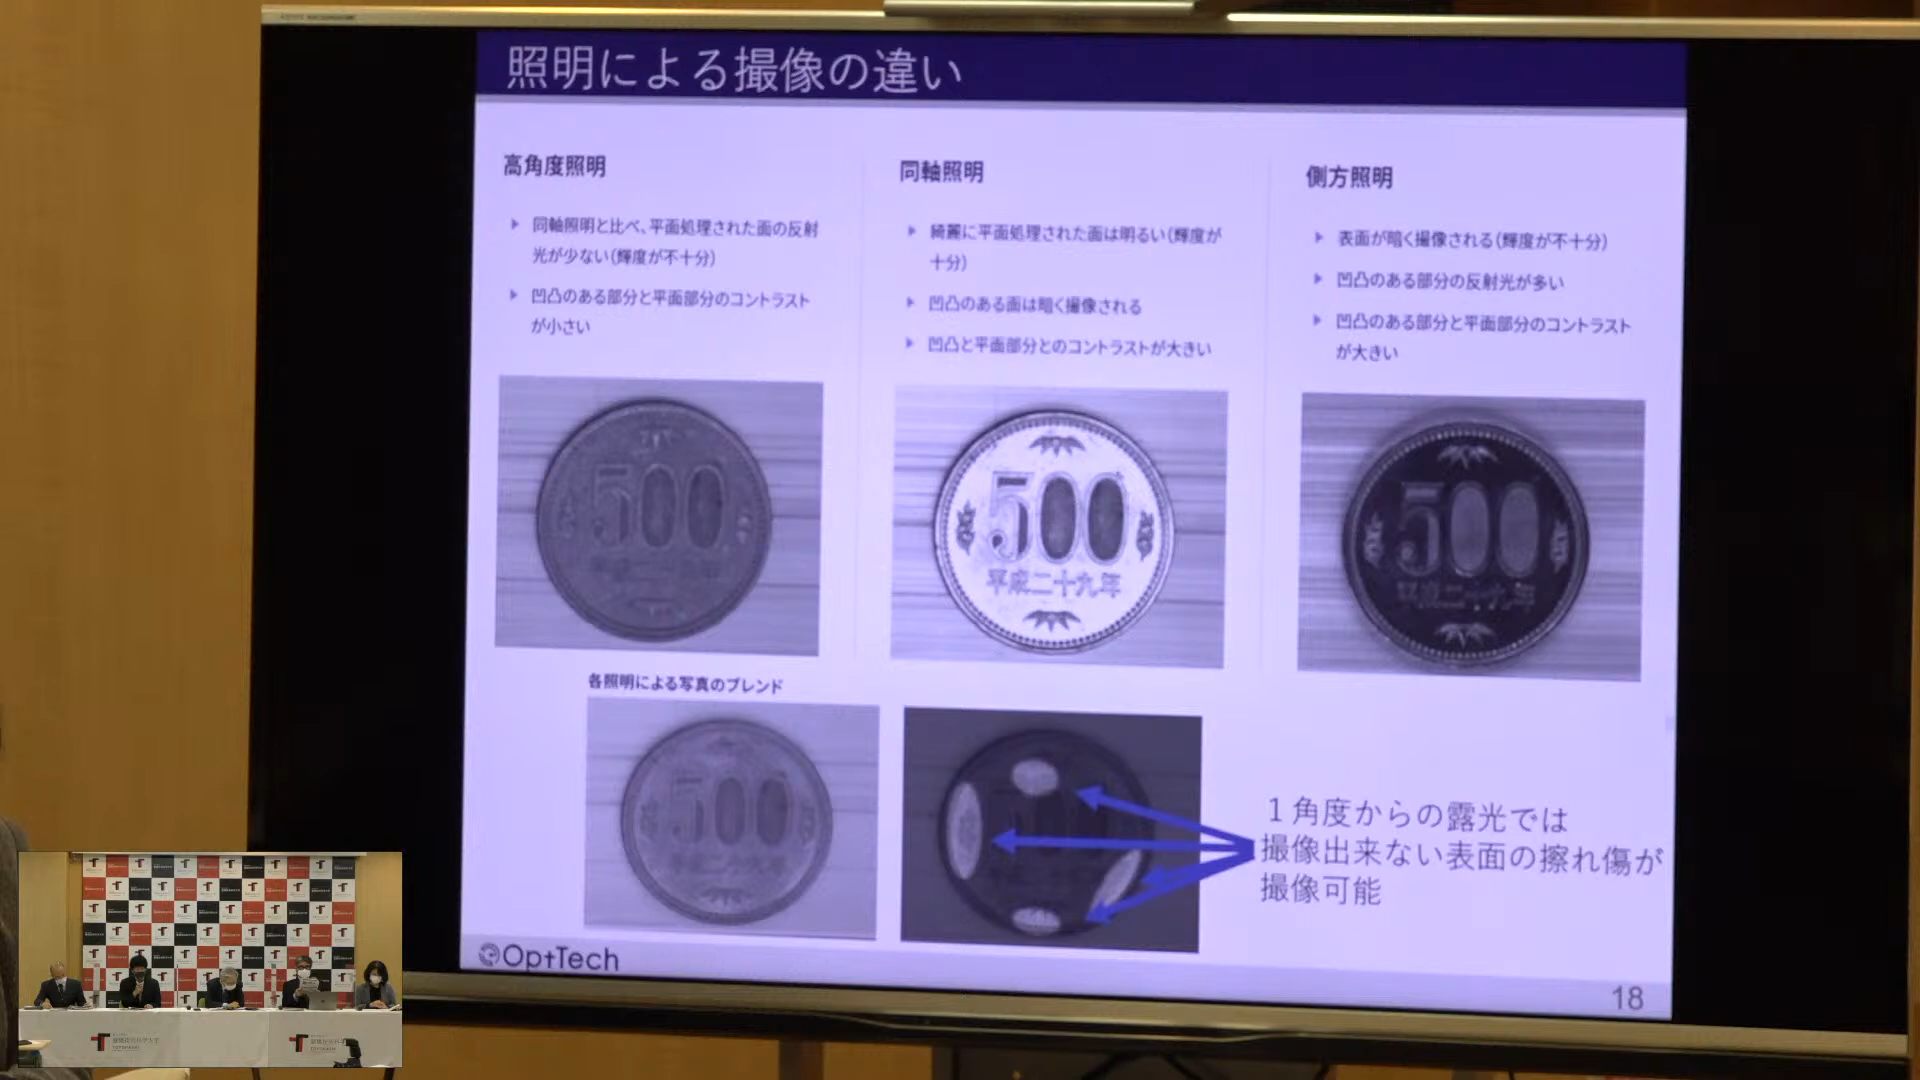 照明による撮像の違い
高角度照明
同軸照明と比べ、平面処理された面の反射
光が少ない(輝度が不十分)
凹凸のある部分と平面部分のコントラスト
が小さい
同軸照明
綺麗に平面処理された面は明るい(輝度が
十分)
凹凸のある面は暗く撮像される
凹凸と平面部分とのコントラストが大きい
側方照明
表面が暗く撮像される(輝度が不十分)
凹凸のある部分の反射光が多い
凹凸のある部分と平面部分のコントラスト
が大きい
500
500
平成二十九年
500
平成二十九年
各照明による写真のブレンド
500
1角度からの露光では
撮像出来ない表面の擦れ傷が
撮像可能
OptTech
18